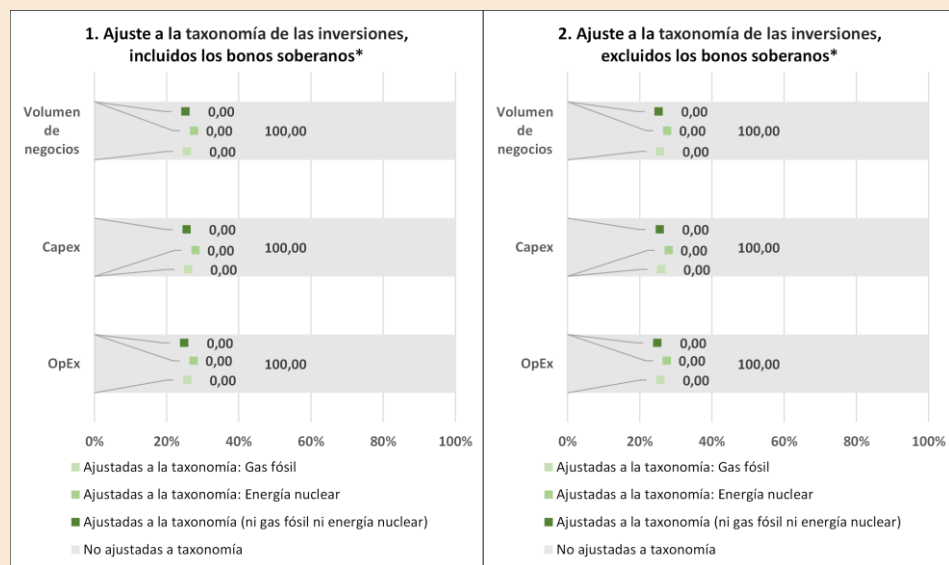 1. Ajuste a la taxonomía de las inversiones,
incluidos los bonos soberanos*
Volumen
de
negocios
0,00
0,00
100,00
0,00
Capex
0,00
0,00
100,00
0,00
OpEx
0,00
0,00
100,00
0,00
0%
20%
40%
60%
80%
100%
Ajustadas a la taxonomía: Gas fósil
Ajustadas a la taxonomía: Energía nuclear
Ajustadas a la taxonomía (ni gas fósil ni energía nuclear)
No ajustadas a taxonomía
2. Ajuste a la taxonomía de las inversiones,
excluidos los bonos soberanos*
Volumen
de
negocios
0,00
0,00
100,00
0,00
Capex
0,00
0,00
100,00
0,00
OpEx
0,00
0,00
100,00
0,00
0%
20%
40%
60%
80%
100%
Ajustadas a la taxonomía: Gas fósil
Ajustadas a la taxonomía: Energía nuclear
Ajustadas a la taxonomía (ni gas fósil ni energía nuclear)
No ajustadas a taxonomía